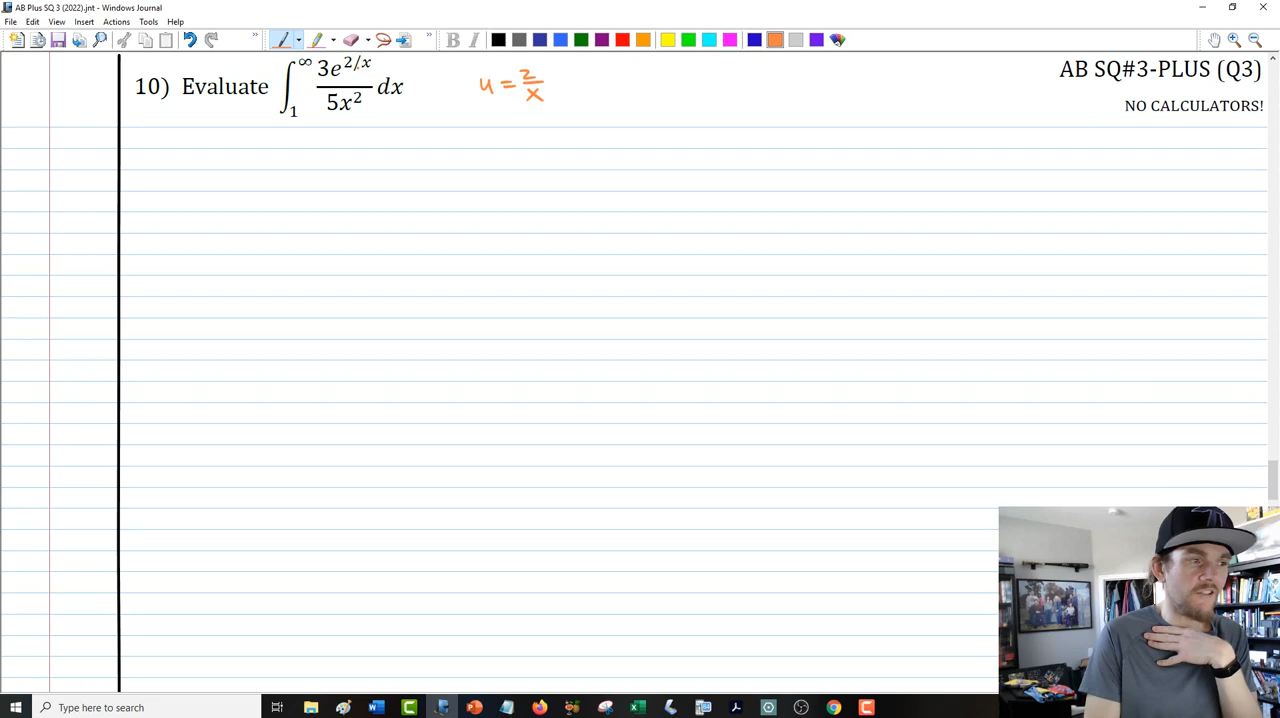 AB Plus SQ 3 (2022).jnt - Windows Journal
File Edit View Insert Actions Tools Help
10) Evaluate ∫₁^∞ 3e^(2/x) / 5x² dx
u = 2/x
AB SQ#3-PLUS (Q3)
NO CALCULATORS!
Type here to search